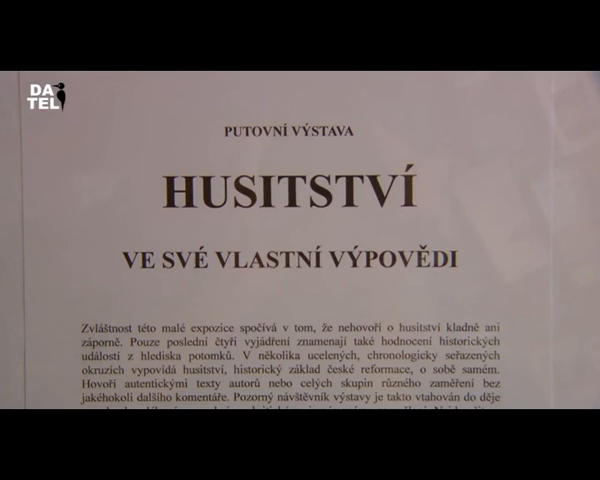 DA
TEL
PUTOVNÍ VÝSTAVA
HUSITSTVÍ
VE SVÉ VLASTNÍ VÝPOVĚDI
Zvláštnost této malé expozice spočívá v tom, že nehovoří o husitství kladně ani
záporně. Pouze poslední čtyři vyjádření znamenají také hodnocení historických
událostí z hlediska potomků. V několika ucelených, chronologicky seřazených
okruzích vypovídá husitství, historický základ české reformace, o sobě samém.
Hovoří autentickými texty autorů nebo celých skupin různého zaměření bez
jakéhokoli dalšího komentáře. Pozorný návštěvník výstavy je takto vtahován do děje